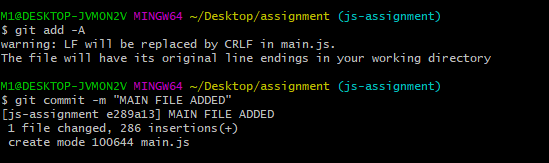 M1@DESKTOP-JVM0N2V MINGW64 ~/Desktop/assignment (js-assignment)
$ git add -A
warning: LF will be replaced by CRLF in main.js.
The file will have its original line endings in your working directory
M1@DESKTOP-JVM0N2V MINGW64 ~/Desktop/assignment (js-assignment)
$ git commit -m "MAIN FILE ADDED"
[js-assignment e289a13] MAIN FILE ADDED
 1 file changed, 286 insertions(+)
 create mode 100644 main.js